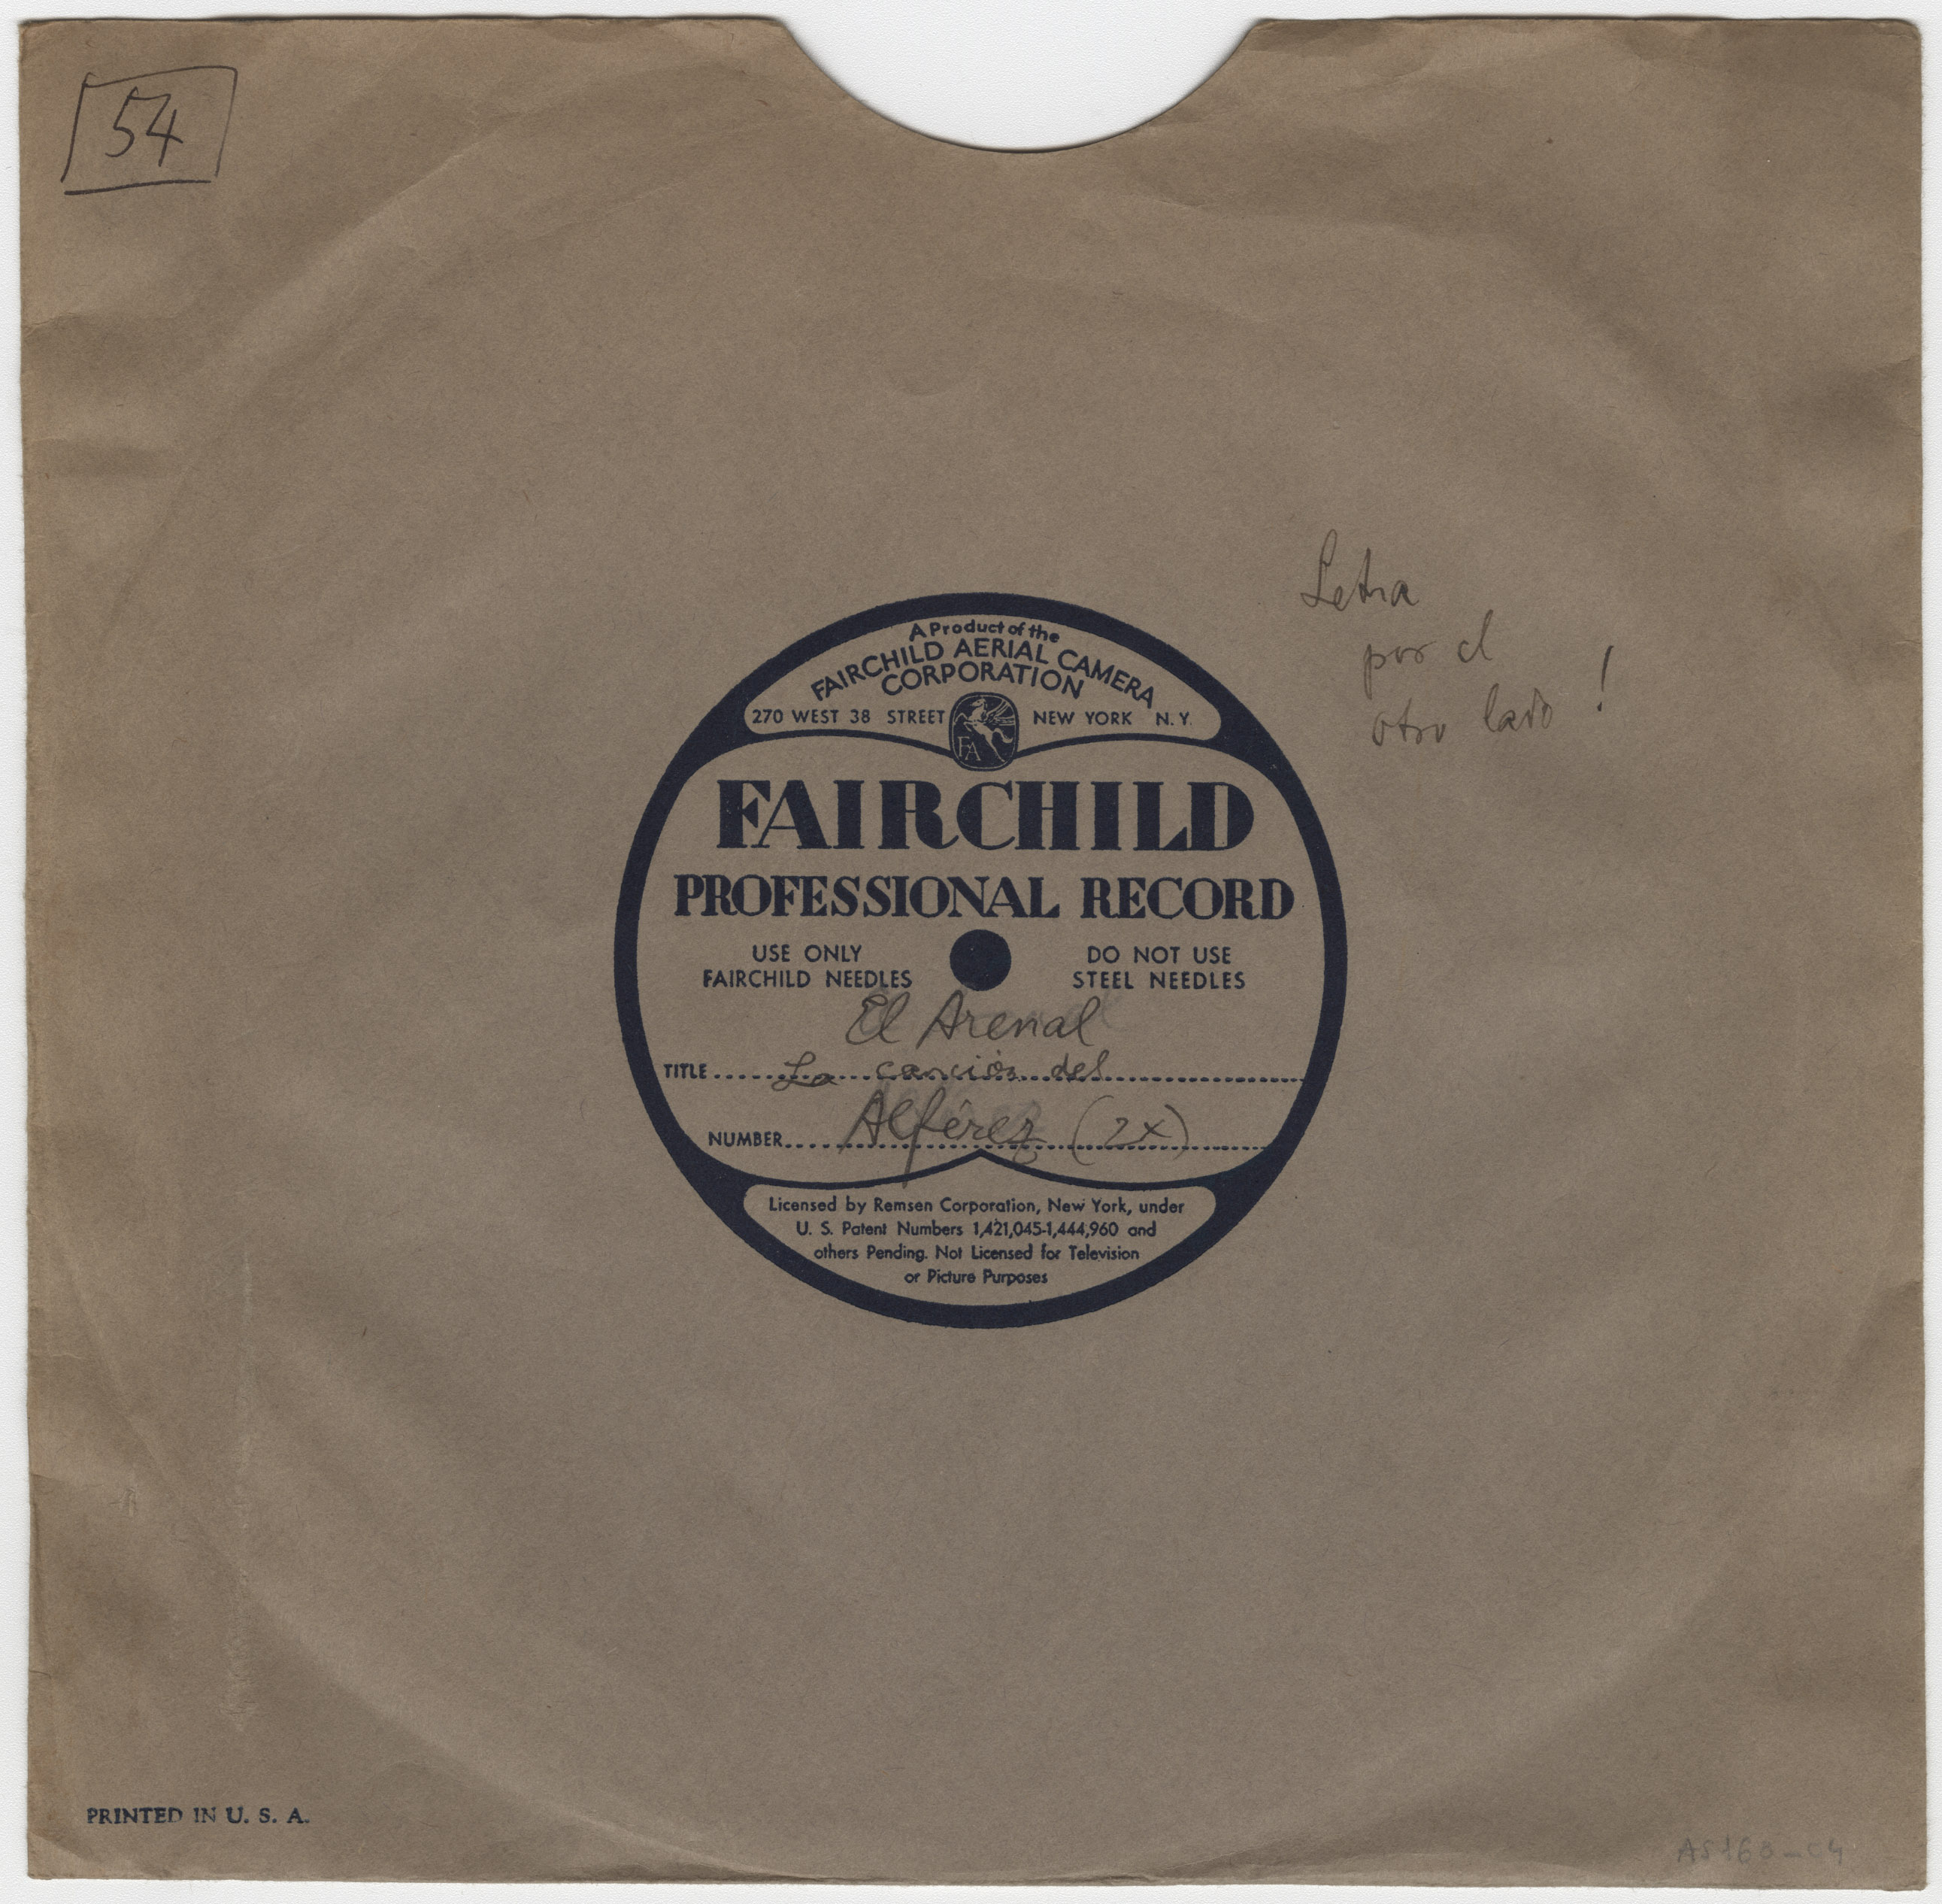 54
Letra
por el
otro lado !
A Product of the
FAIRCHILD AERIAL CAMERA
CORPORATION
270 WEST 38 STREET NEW YORK N.Y.
FA
FAIRCHILD
PROFESSIONAL RECORD
USE ONLY DO NOT USE
FAIRCHILD NEEDLES STEEL NEEDLES
El Arenal
TITLE La canción del
NUMBER Alférez (2x)
Licensed by Remsen Corporation, New York, under
U. S. Patent Numbers 1,421,045-1,444,960 and
others Pending. Not Licensed for Television
or Picture Purposes
PRINTED IN U. S. A.